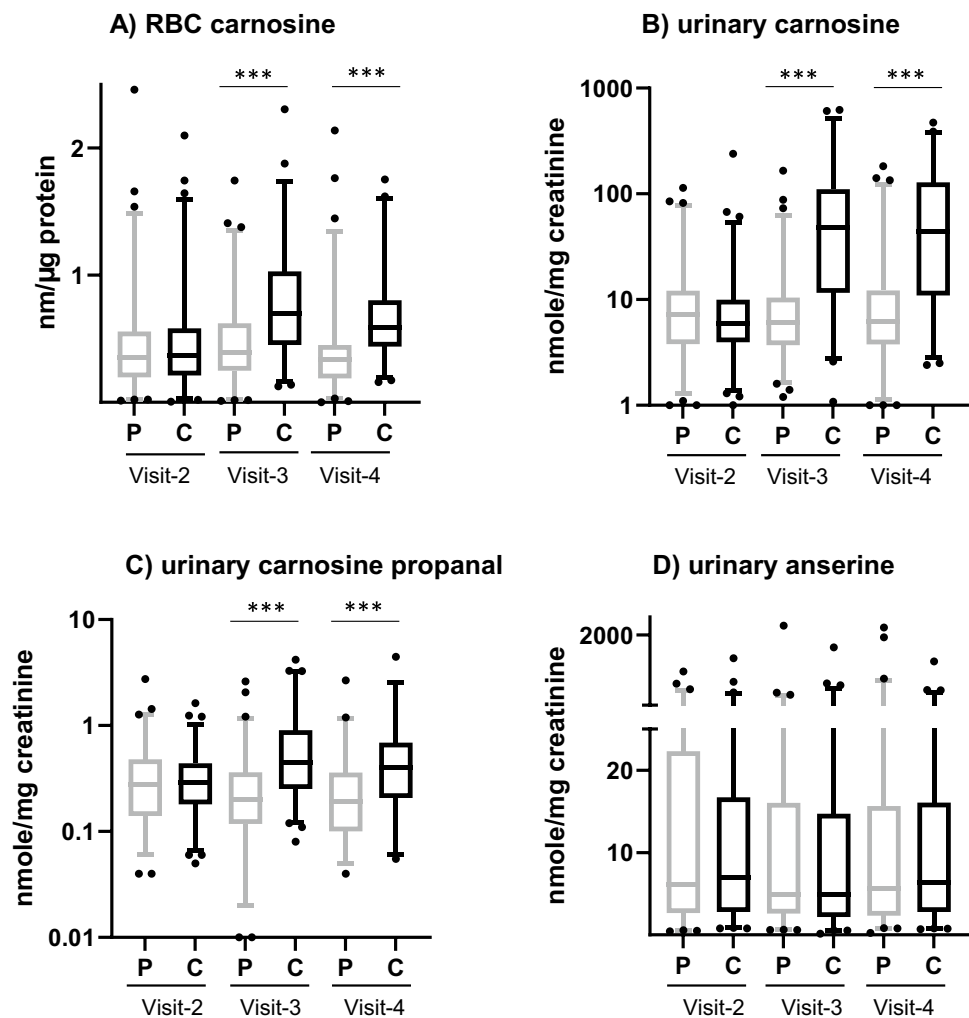 A) RBC carnosine
*** ***
nm/µg protein
2
1
P C P C P C
Visit-2 Visit-3 Visit-4
B) urinary carnosine
*** ***
nmole/mg creatinine
1000
100
10
1
P C P C P C
Visit-2 Visit-3 Visit-4
C) urinary carnosine propanal
*** ***
nmole/mg creatinine
10
1
0.1
0.01
P C P C P C
Visit-2 Visit-3 Visit-4
D) urinary anserine
nmole/mg creatinine
2000
20
10
P C P C P C
Visit-2 Visit-3 Visit-4